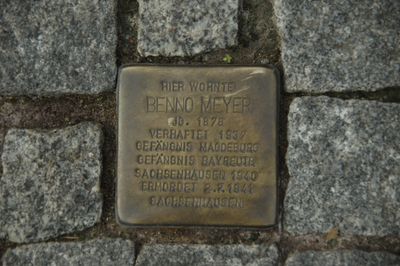 HIER WOHNTE
BENNO MEYER
JG. 1878
VERHAFTET 1937
GEFÄNGNIS MAGDEBURG
GEFÄNGNIS BAYREUTH
SACHSENHAUSEN 1940
ERMORDET 2.2.1941
SACHSENHAUSEN